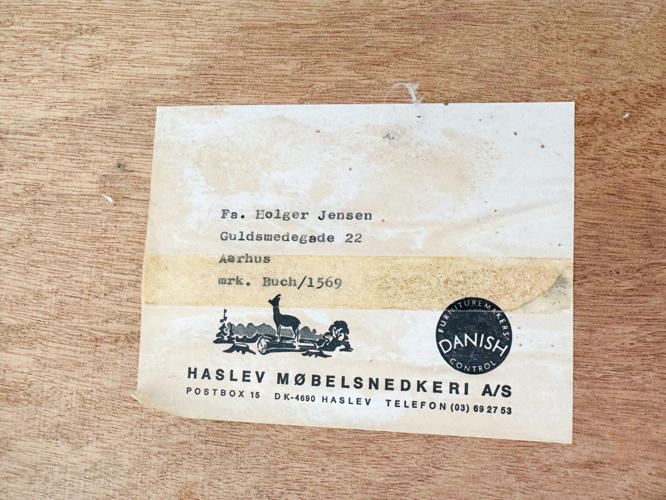 Fa. Holger Jensen
Guldsmedegade 22
Aarhus
mrk. Buch/1569
FURNITUREMAKERS'
DANISH
CONTROL
HASLEV MØBELSNEDKERI A/S
POSTBOX 15 DK-4690 HASLEV TELEFON (03) 69 27 53